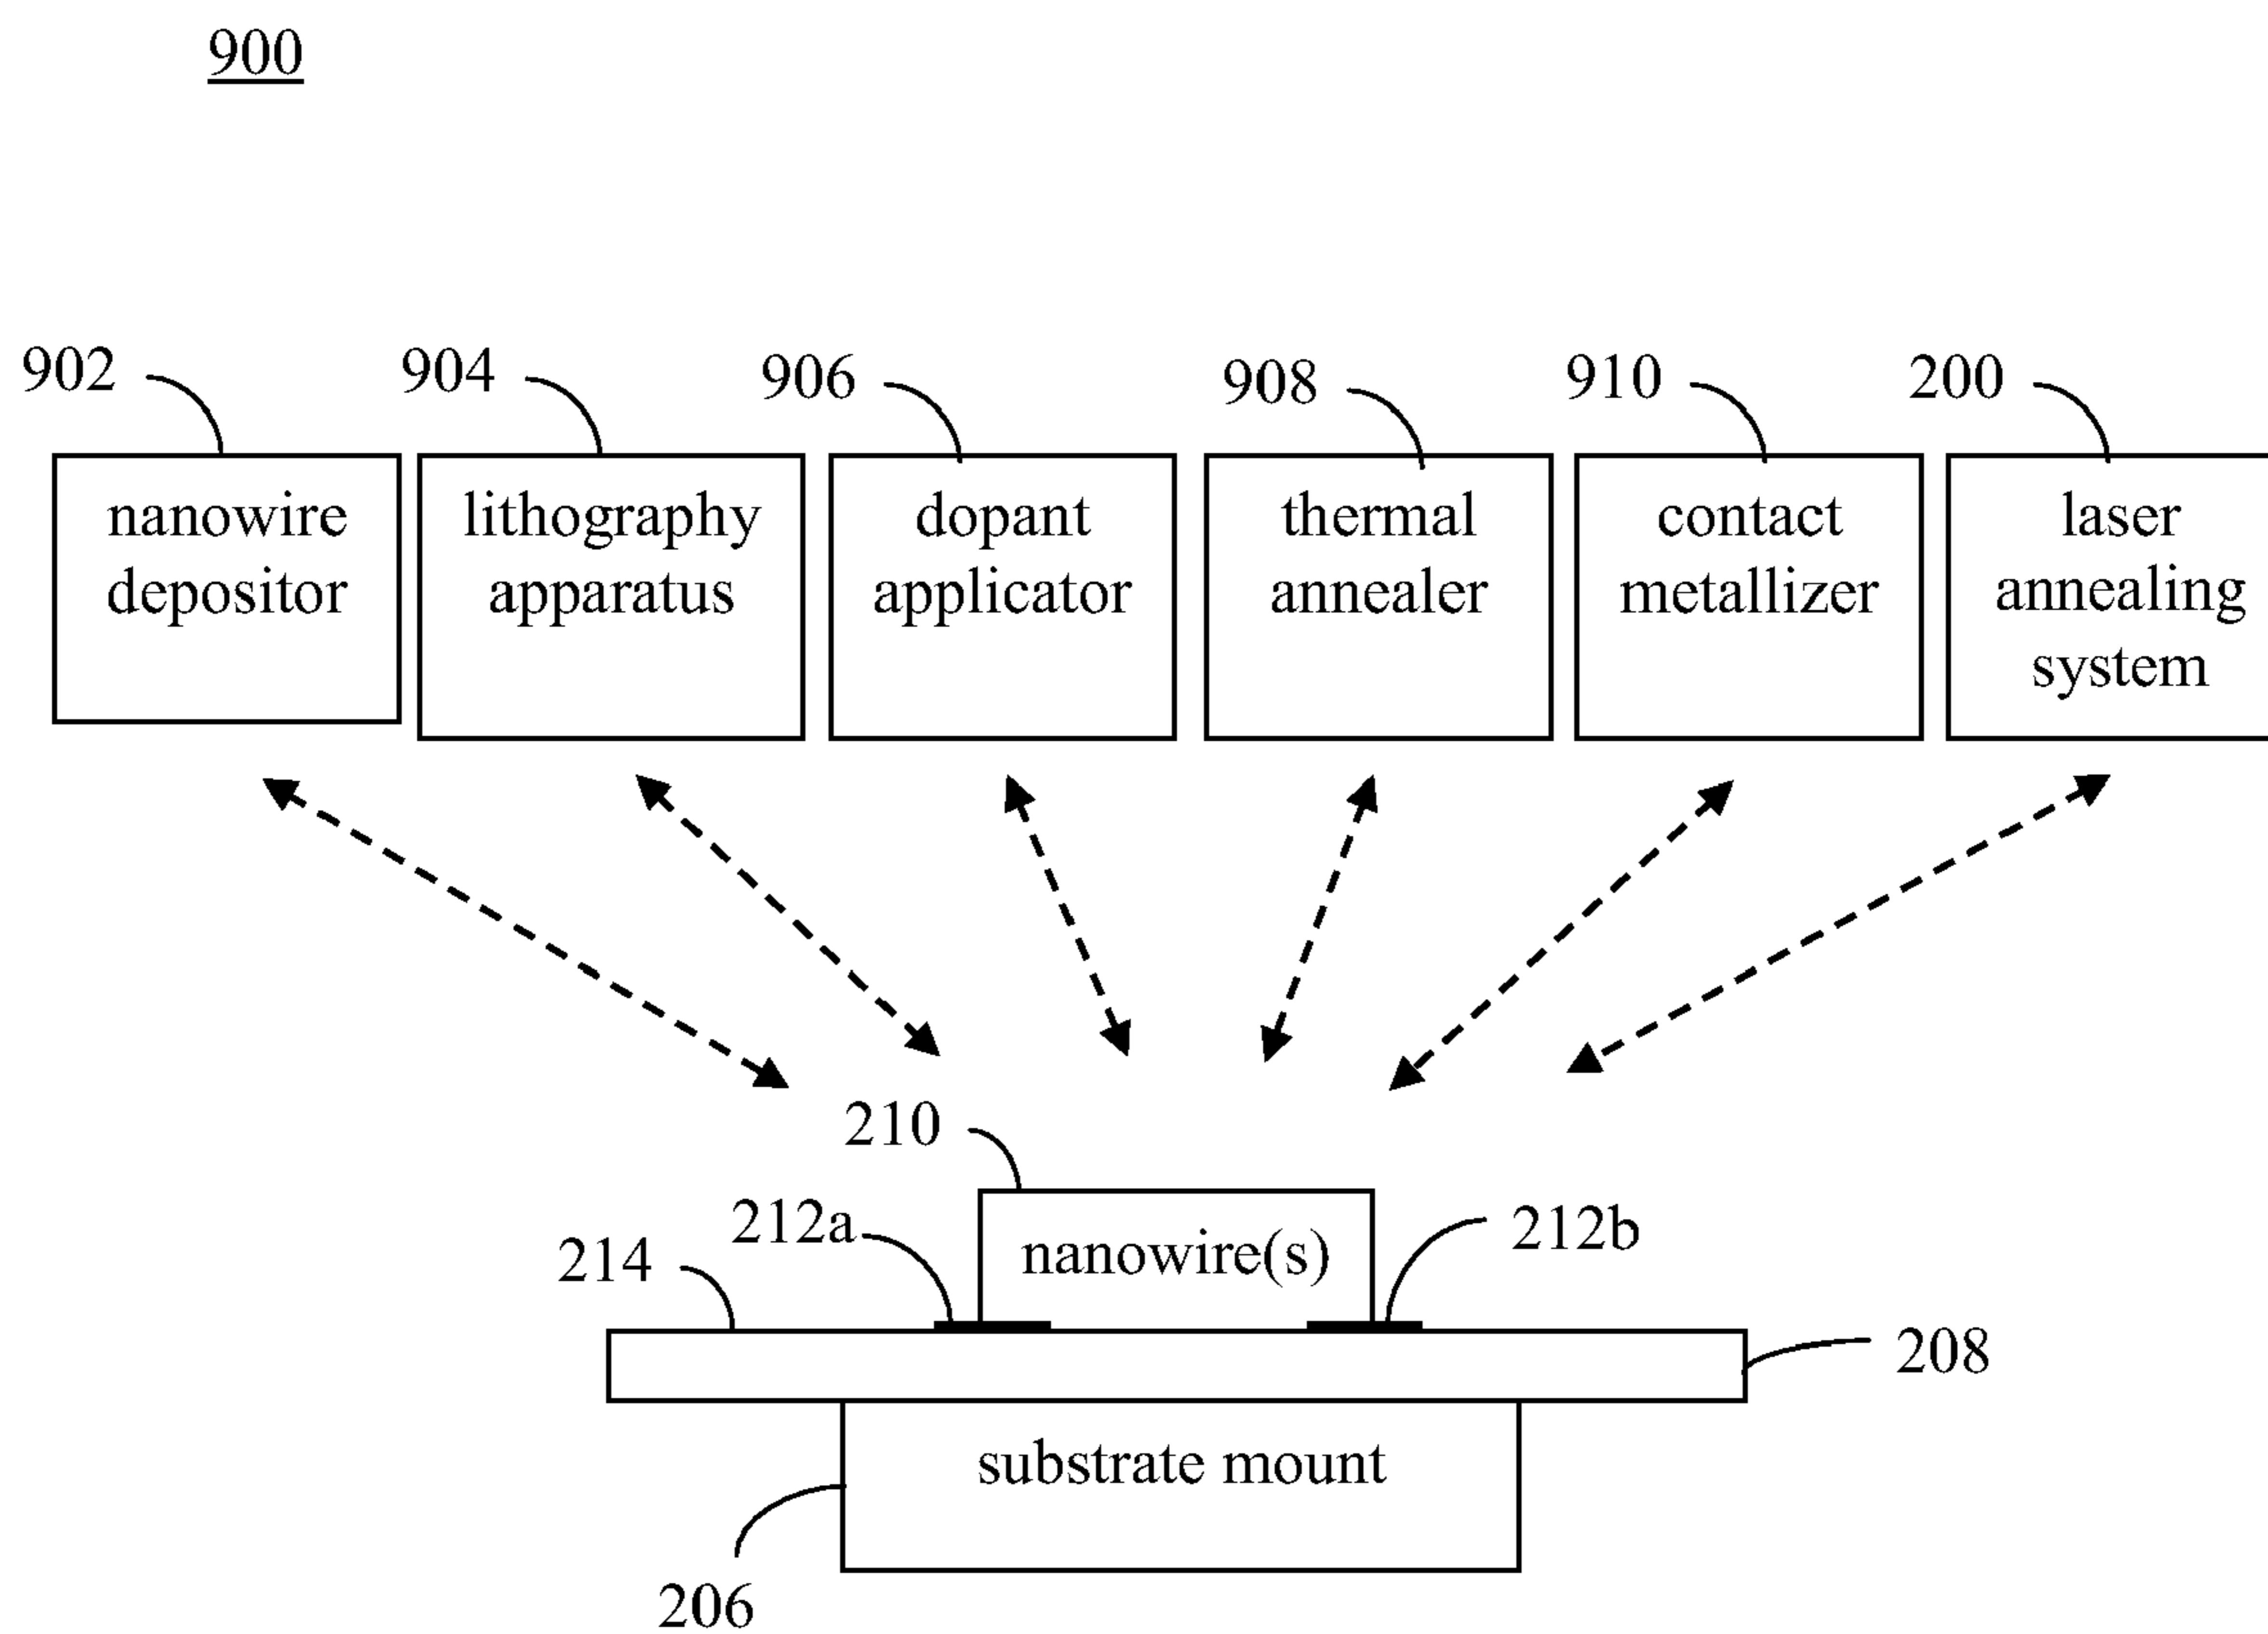 900
902
904
906
908
910
200
nanowire
depositor
lithography
apparatus
dopant
applicator
thermal
annealer
contact
metallizer
laser
annealing
system
210
212a
212b
214
nanowire(s)
208
substrate mount
206